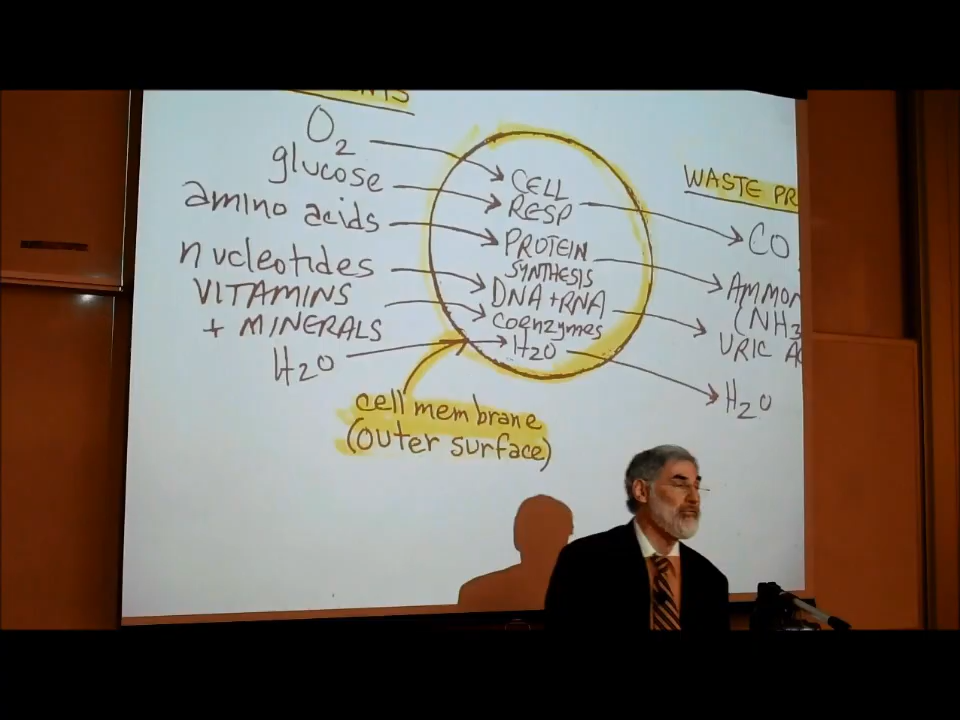 O2
glucose
amino acids
nucleotides
VITAMINS
+ MINERALS
H2O
CELL
RESP
PROTEIN
SYNTHESIS
DNA + RNA
coenzymes
H2O
cell membrane
(outer surface)
WASTE PR
CO
AMMON
(NH3
URIC A
H2O